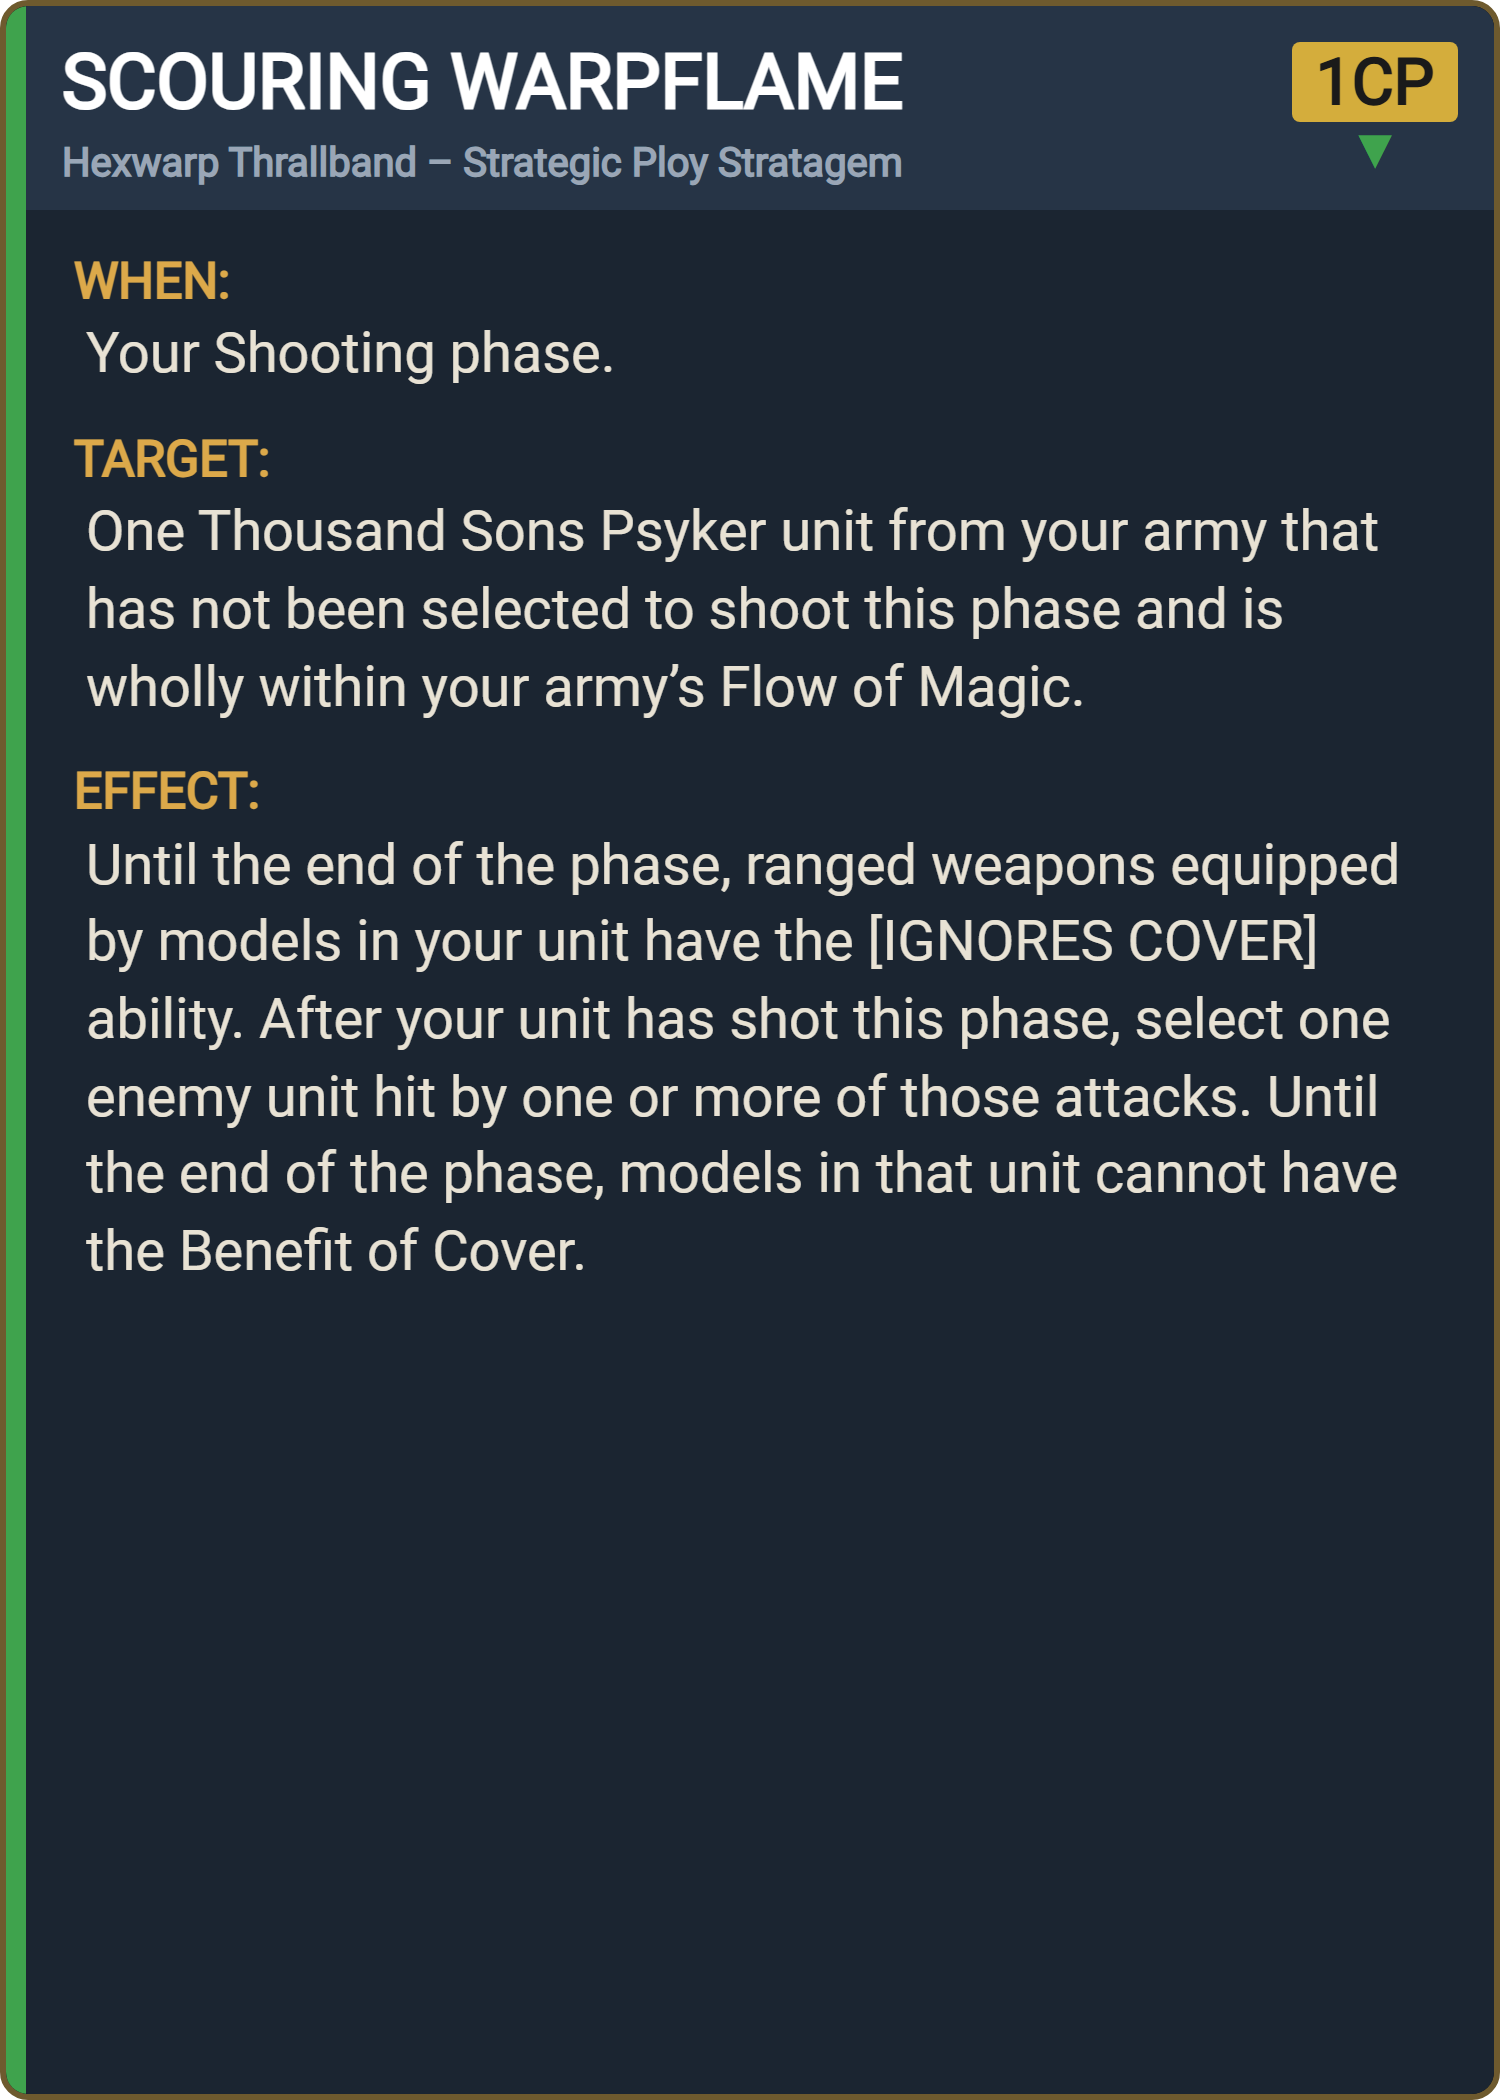 SCOURING WARPFLAME
1CP
Hexwarp Thrallband – Strategic Ploy Stratagem
WHEN:
Your Shooting phase.
TARGET:
One Thousand Sons Psyker unit from your army that
has not been selected to shoot this phase and is
wholly within your army’s Flow of Magic.
EFFECT:
Until the end of the phase, ranged weapons equipped
by models in your unit have the [IGNORES COVER]
ability. After your unit has shot this phase, select one
enemy unit hit by one or more of those attacks. Until
the end of the phase, models in that unit cannot have
the Benefit of Cover.